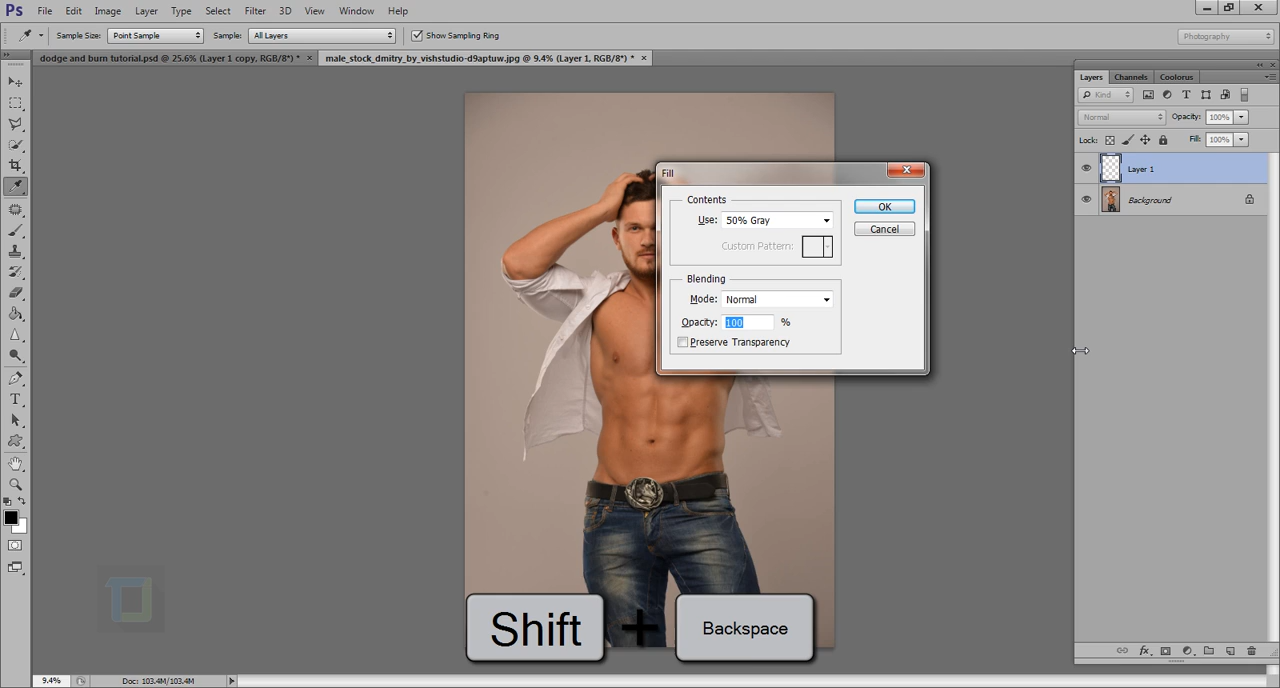 Ps File Edit Image Layer Type Select Filter 3D View Window Help
Sample Size: Point Sample Sample: All Layers Show Sampling Ring Photography
dodge and burn tutorial.psd @ 25.6% (Layer 1 copy, RGB/8*) * × male_stock_dmitry_by_vishstudio-d9aptuw.jpg @ 9.4% (Layer 1, RGB/8*) * ×
Layers Channels Coolorus
Kind
Normal Opacity: 100%
Lock: Fill: 100%
Layer 1
Background
Fill
Contents
Use: 50% Gray
Custom Pattern:
OK
Cancel
Blending
Mode: Normal
Opacity: 100 %
Preserve Transparency
Shift + Backspace
fx
9.4% Doc: 103.4M/103.4M